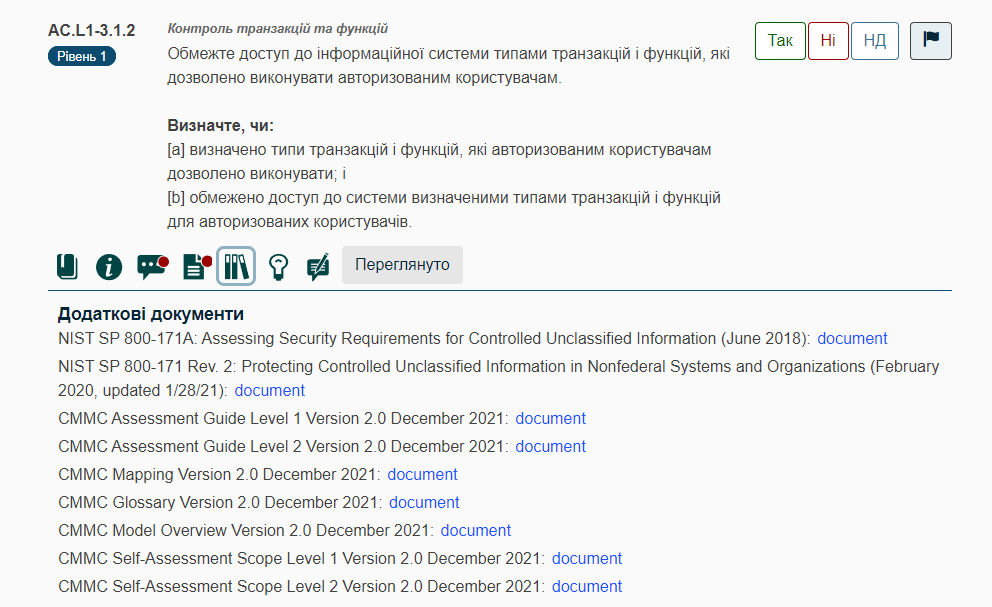 AC.L1-3.1.2
Рівень 1
Контроль транзакцій та функцій
Обмежте доступ до інформаційної системи типами транзакцій і функцій, які
дозволено виконувати авторизованим користувачам.
Так
Ні
НД
Визначте, чи:
[a] визначено типи транзакцій і функцій, які авторизованим користувачам
дозволено виконувати; і
[b] обмежено доступ до системи визначеними типами транзакцій і функцій
для авторизованих користувачів.
Переглянуто
Додаткові документи
NIST SP 800-171A: Assessing Security Requirements for Controlled Unclassified Information (June 2018): document
NIST SP 800-171 Rev. 2: Protecting Controlled Unclassified Information in Nonfederal Systems and Organizations (February
2020, updated 1/28/21): document
CMMC Assessment Guide Level 1 Version 2.0 December 2021: document
CMMC Assessment Guide Level 2 Version 2.0 December 2021: document
CMMC Mapping Version 2.0 December 2021: document
CMMC Glossary Version 2.0 December 2021: document
CMMC Model Overview Version 2.0 December 2021: document
CMMC Self-Assessment Scope Level 1 Version 2.0 December 2021: document
CMMC Self-Assessment Scope Level 2 Version 2.0 December 2021: document